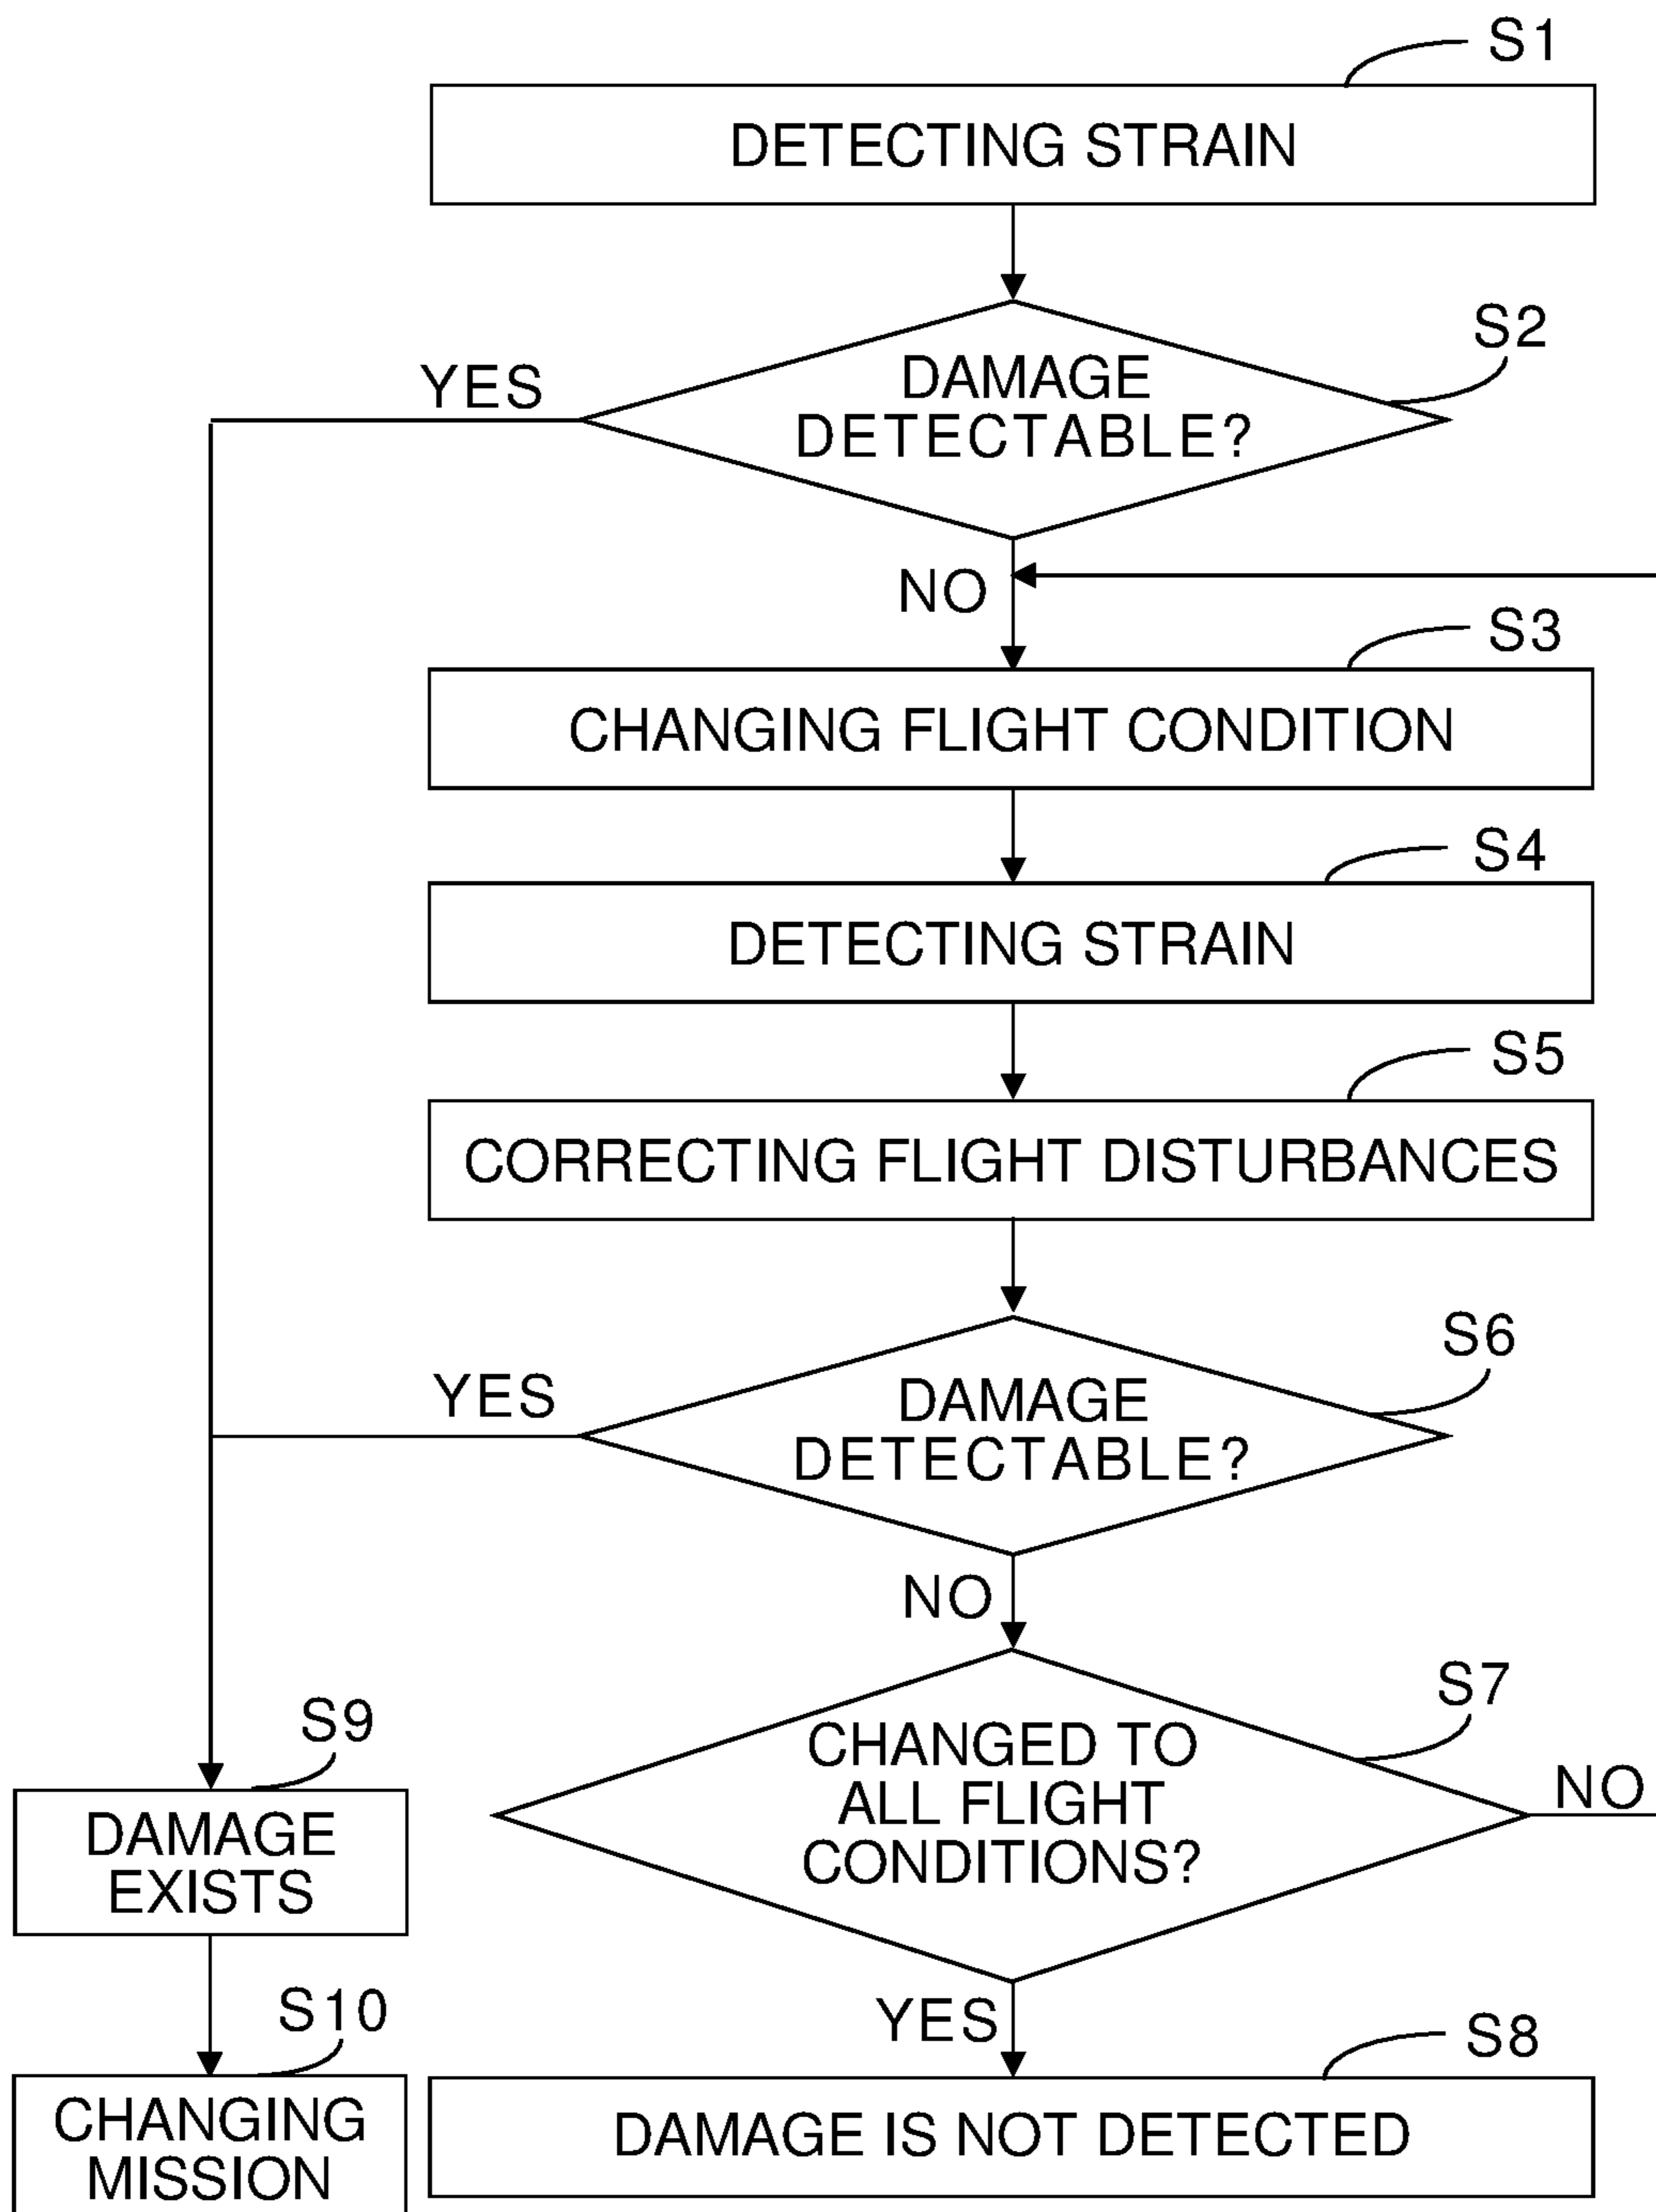 S1
DETECTING STRAIN
S2
YES
DAMAGE
DETECTABLE?
NO
S3
CHANGING FLIGHT CONDITION
S4
DETECTING STRAIN
S5
CORRECTING FLIGHT DISTURBANCES
S6
YES
DAMAGE
DETECTABLE?
NO
S7
CHANGED TO
ALL FLIGHT
CONDITIONS?
NO
S9
DAMAGE
EXISTS
YES
S10
CHANGING
MISSION
S8
DAMAGE IS NOT DETECTED